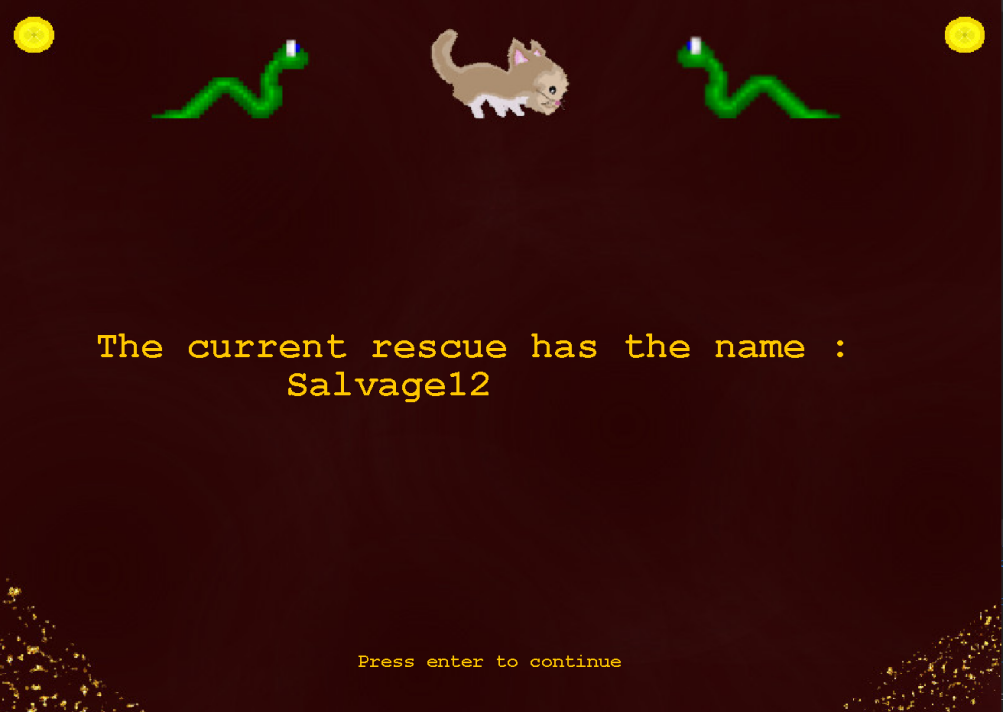 The current rescue has the name :
Salvage12
Press enter to continue